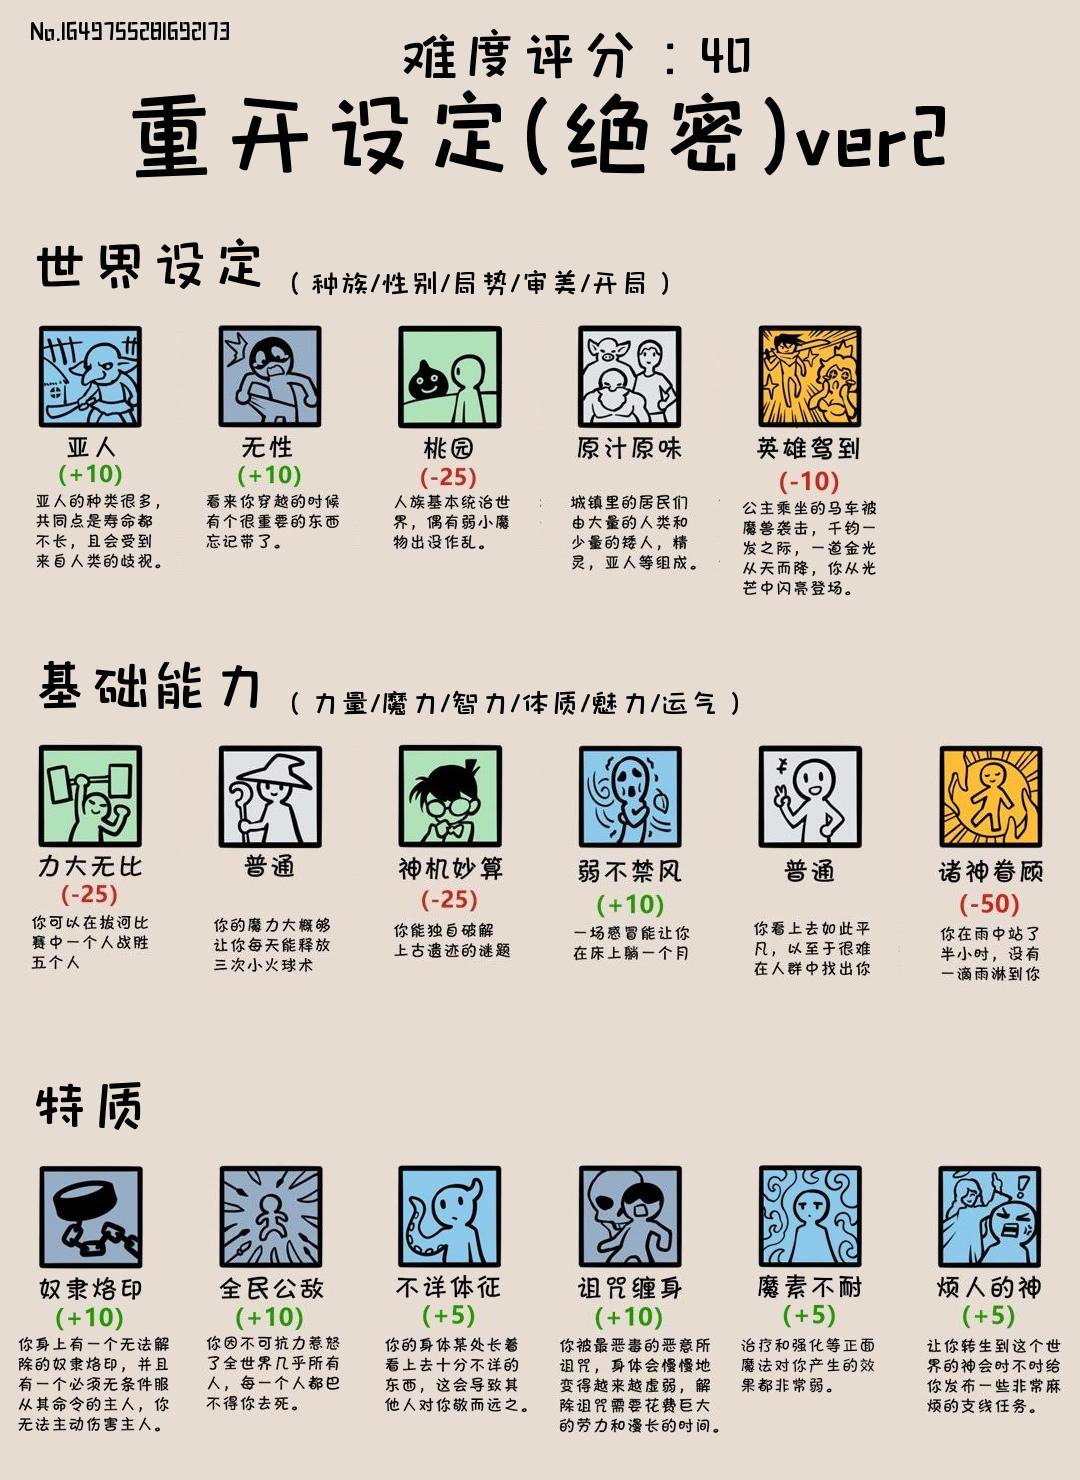 No.1649755281692173
难度评分：40
重开设定(绝密)ver2
世界设定（种族/性别/局势/审美/开局）
亚人
(+10)
亚人的种类很多，
共同点是寿命都
不长，且会受到
来自人类的歧视。
无性
(+10)
看来你穿越的时候
有个很重要的东西
忘记带了。
桃园
(-25)
人族基本统治世
界，偶有弱小魔
物出没作乱。
原汁原味
城镇里的居民们
由大量的人类和
少量的矮人，精
灵，亚人等组成。
英雄驾到
(-10)
公主乘坐的马车被
魔兽袭击，千钧一
发之际，一道金光
从天而降，你从光
芒中闪亮登场。
基础能力（力量/魔力/智力/体质/魅力/运气）
力大无比
(-25)
你可以在拔河比
赛中一个人战胜
五个人
普通
你的魔力大概够
让你每天能释放
三次小火球术
神机妙算
(-25)
你能独自破解
上古遗迹的谜题
弱不禁风
(+10)
一场感冒能让你
在床上躺一个月
普通
你看上去如此平
凡，以至于很难
在人群中找出你
诸神眷顾
(-50)
你在雨中站了
半小时，没有
一滴雨淋到你
特质
奴隶烙印
(+10)
你身上有一个无法解
除的奴隶烙印，并且
有一个必须无条件服
从其命令的主人，你
无法主动伤害主人。
全民公敌
(+10)
你因不可抗力惹怒
了全世界几乎所有
人，每一个人都巴
不得你去死。
不详体征
(+5)
你的身体某处长着
看上去十分不详的
东西，这会导致其
他人对你敬而远之。
诅咒缠身
(+10)
你被最恶毒的恶意所
诅咒，身体会慢慢地
变得越来越虚弱，解
除诅咒需要花费巨大
的劳力和漫长的时间。
魔素不耐
(+5)
治疗和强化等正面
魔法对你产生的效
果都非常弱。
烦人的神
(+5)
让你转生到这个世
界的神会时不时给
你发布一些非常麻
烦的支线任务。